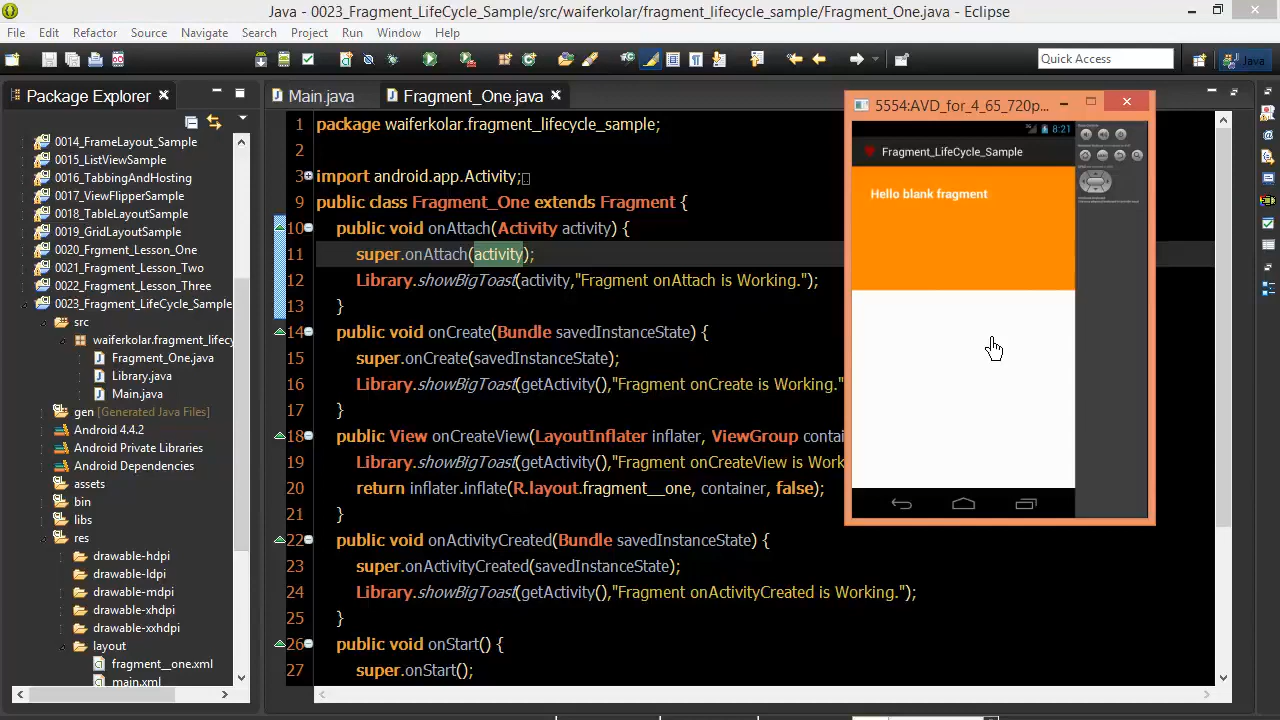 Java - 0023_Fragment_LifeCycle_Sample/src/waiferkolar/fragment_lifecycle_sample/Fragment_One.java - Eclipse
File Edit Refactor Source Navigate Search Project Run Window Help
Quick Access
Java
Package Explorer
Main.java
Fragment_One.java
0014_FrameLayout_Sample
0015_ListViewSample
0016_TabbingAndHosting
0017_ViewFlipperSample
0018_TableLayoutSample
0019_GridLayoutSample
0020_Frgment_Lesson_One
0021_Fragment_Lesson_Two
0022_Fragment_Lesson_Three
0023_Fragment_LifeCycle_Sample
src
waiferkolar.fragment_lifecy
Fragment_One.java
Library.java
Main.java
gen [Generated Java Files]
Android 4.4.2
Android Private Libraries
Android Dependencies
assets
bin
libs
res
drawable-hdpi
drawable-ldpi
drawable-mdpi
drawable-xhdpi
drawable-xxhdpi
layout
fragment__one.xml
main.xml
1 package waiferkolar.fragment_lifecycle_sample;
2
3 import android.app.Activity;
9 public class Fragment_One extends Fragment {
10 public void onAttach(Activity activity) {
11 super.onAttach(activity);
12 Library.showBigToast(activity,"Fragment onAttach is Working.");
13 }
14 public void onCreate(Bundle savedInstanceState) {
15 super.onCreate(savedInstanceState);
16 Library.showBigToast(getActivity(),"Fragment onCreate is Working."
17 }
18 public View onCreateView(LayoutInflater inflater, ViewGroup contai
19 Library.showBigToast(getActivity(),"Fragment onCreateView is Work
20 return inflater.inflate(R.layout.fragment__one, container, false);
21 }
22 public void onActivityCreated(Bundle savedInstanceState) {
23 super.onActivityCreated(savedInstanceState);
24 Library.showBigToast(getActivity(),"Fragment onActivityCreated is Working.");
25 }
26 public void onStart() {
27 super.onStart();
5554:AVD_for_4_65_720p...
8:21
Fragment_LifeCycle_Sample
Hello blank fragment